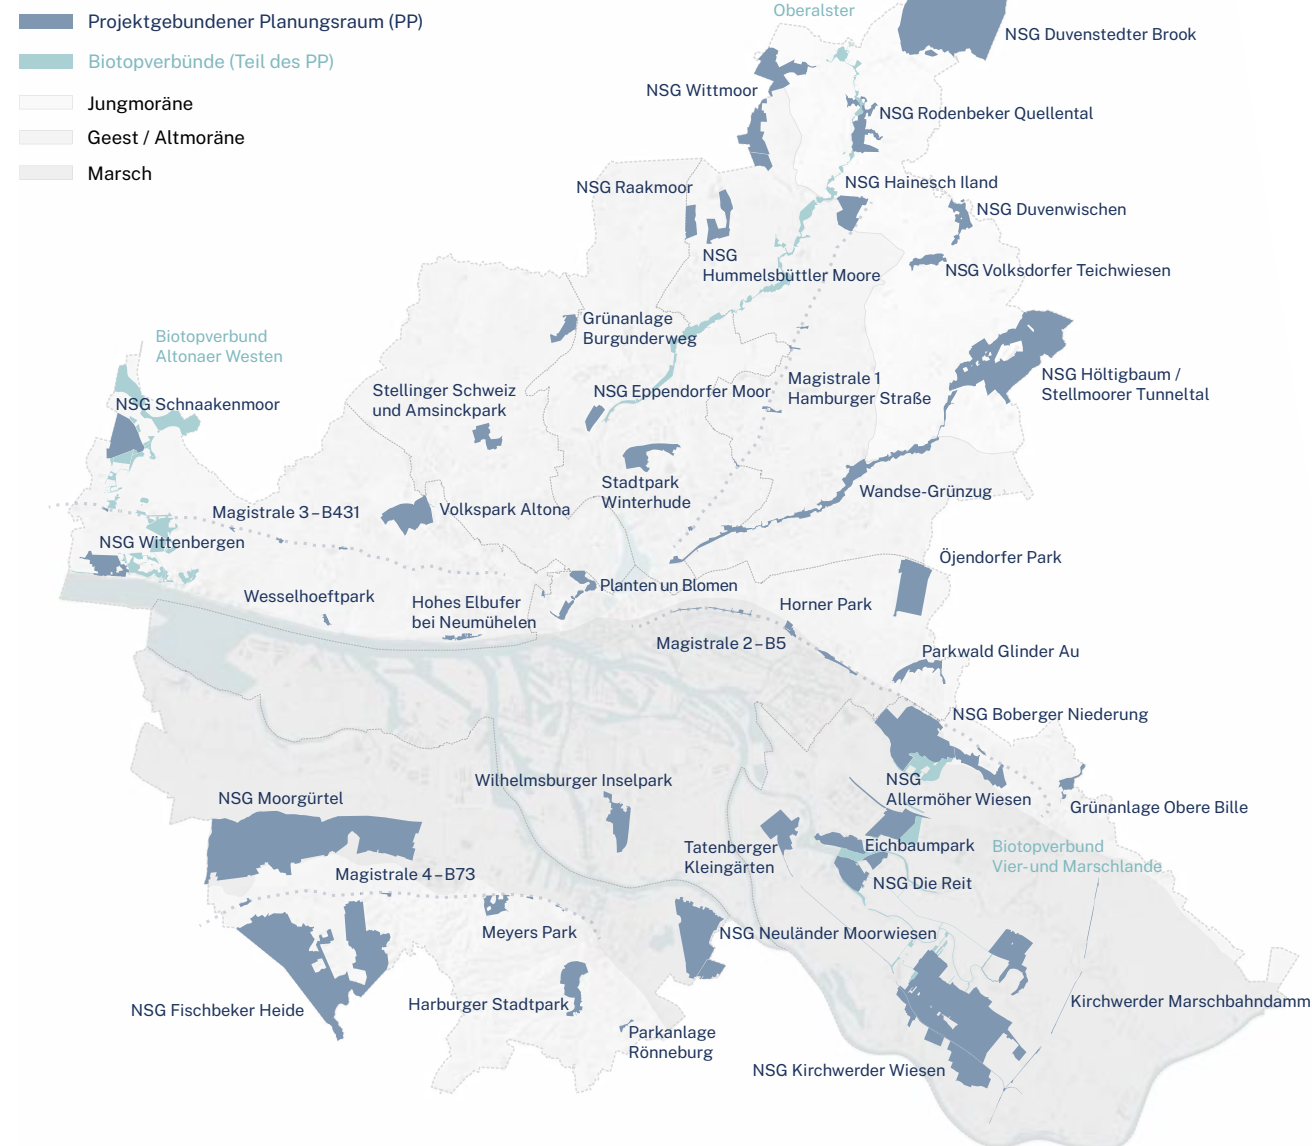 Projektgebundener Planungsraum (PP)
Biotopverbünde (Teil des PP)
Jungmoräne
Geest / Altmoräne
Marsch
Oberalster
NSG Duvenstedter Brook
NSG Wittmoor
NSG Rodenbeker Quellental
NSG Raakmoor
NSG Hainesch Iland
NSG Duvenwischen
NSG
Hummelsbüttler Moore
NSG Volksdorfer Teichwiesen
Grünanlage
Burgunderweg
Biotopverbund
Altonaer Westen
NSG Schnaakenmoor
Stellinger Schweiz
und Amsinckpark
NSG Eppendorfer Moor
Magistrale 1
Hamburger Straße
NSG Höltigbaum /
Stellmoorer Tunneltal
Stadtpark
Winterhude
Wandse-Grünzug
Magistrale 3–B431
Volkspark Altona
NSG Wittenbergen
Öjendorfer Park
Wesselhoeftpark
Hohes Elbufer
bei Neumühelen
Planten un Blomen
Horner Park
Magistrale 2–B5
Parkwald Glinder Au
NSG Boberger Niederung
Wilhelmsburger Inselpark
NSG
Allermöher Wiesen
Grünanlage Obere Bille
NSG Moorgürtel
Tatenberger
Kleingärten
Eichbaumpark
Biotopverbund
Vier-und Marschlande
Magistrale 4–B73
NSG Die Reit
Meyers Park
NSG Neuländer Moorwiesen
NSG Fischbeker Heide
Harburger Stadtpark
Kirchwerder Marschbahndamm
Parkanlage
Rönneburg
NSG Kirchwerder Wiesen